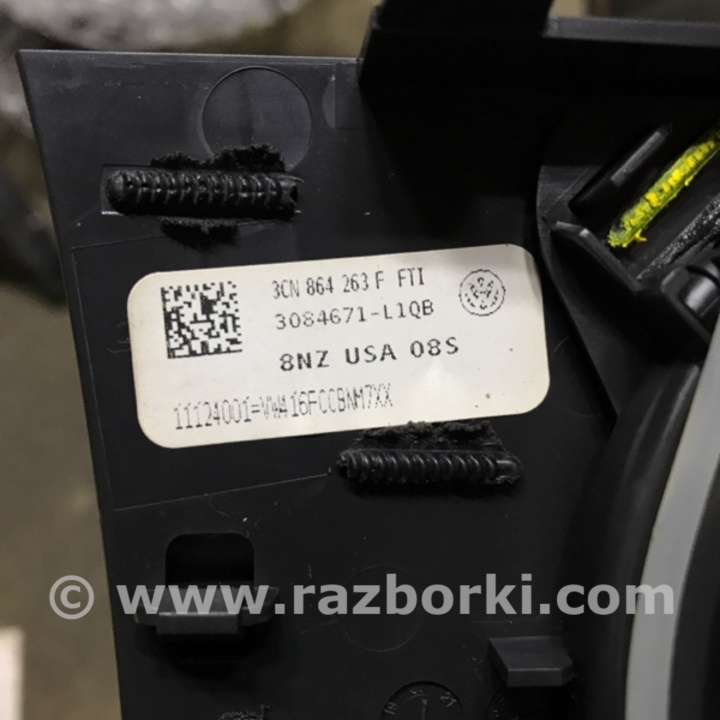 3CN 864 263 F FTI
3084671-L1QB
8NZ USA 08S
11124001=VWA16FCCBNM7XX
© www.razborki.com